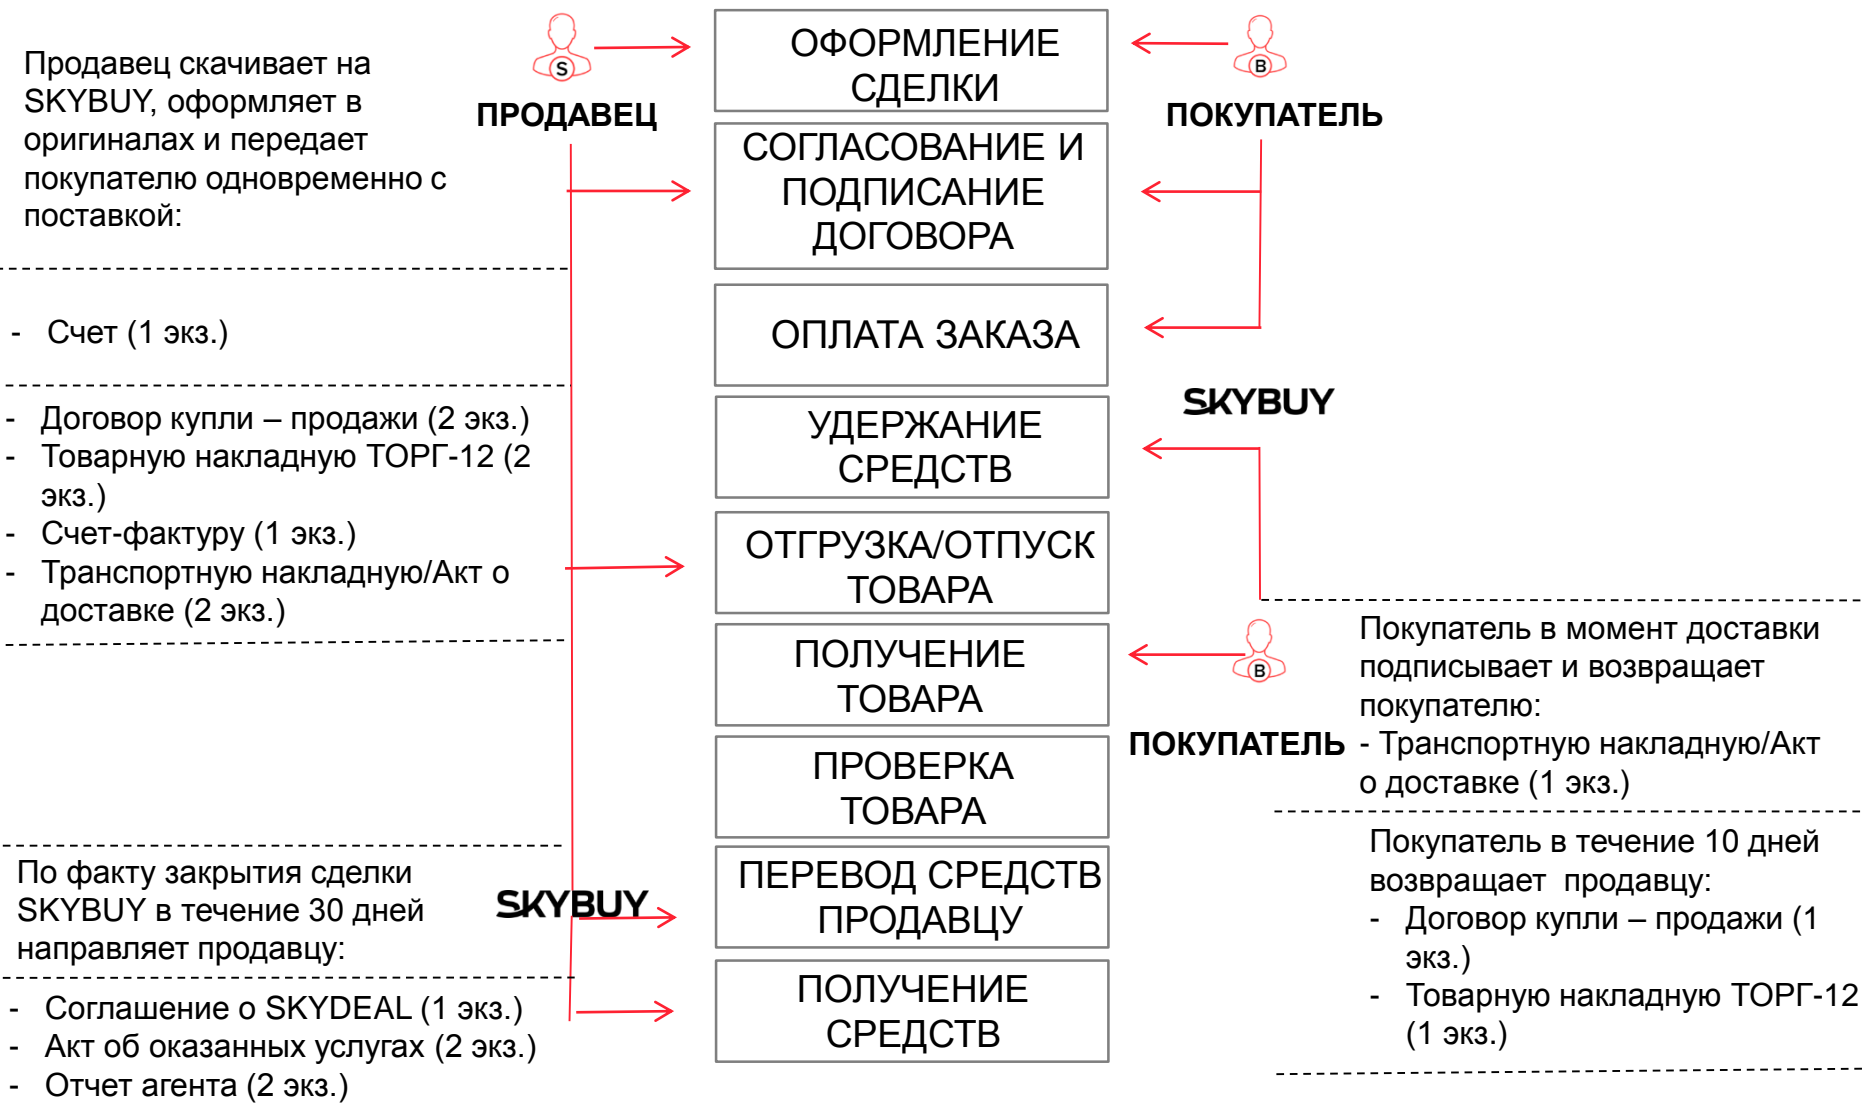 Продавец скачивает на
SKYBUY, оформляет в
оригиналах и передает
покупателю одновременно с
поставкой:
- Счет (1 экз.)
- Договор купли – продажи (2 экз.)
- Товарную накладную ТОРГ-12 (2
экз.)
- Счет-фактуру (1 экз.)
- Транспортную накладную/Акт о
доставке (2 экз.)
По факту закрытия сделки
SKYBUY в течение 30 дней
направляет продавцу:
- Соглашение о SKYDEAL (1 экз.)
- Акт об оказанных услугах (2 экз.)
- Отчет агента (2 экз.)
S
ПРОДАВЕЦ
SKYBUY
ОФОРМЛЕНИЕ
СДЕЛКИ
СОГЛАСОВАНИЕ И
ПОДПИСАНИЕ
ДОГОВОРА
ОПЛАТА ЗАКАЗА
УДЕРЖАНИЕ
СРЕДСТВ
ОТГРУЗКА/ОТПУСК
ТОВАРА
ПОЛУЧЕНИЕ
ТОВАРА
ПРОВЕРКА
ТОВАРА
ПЕРЕВОД СРЕДСТВ
ПРОДАВЦУ
ПОЛУЧЕНИЕ
СРЕДСТВ
B
ПОКУПАТЕЛЬ
SKYBUY
B
ПОКУПАТЕЛЬ
Покупатель в момент доставки
подписывает и возвращает
покупателю:
- Транспортную накладную/Акт
о доставке (1 экз.)
Покупатель в течение 10 дней
возвращает продавцу:
- Договор купли – продажи (1
экз.)
- Товарную накладную ТОРГ-12
(1 экз.)